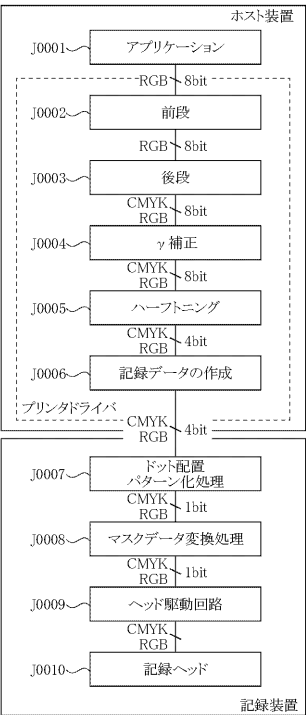 ホスト装置
J0001 アプリケーション
RGB 8bit
J0002 前段
RGB 8bit
J0003 後段
CMYK
RGB 8bit
J0004 γ補正
CMYK
RGB 8bit
J0005 ハーフトニング
CMYK
RGB 4bit
J0006 記録データの作成
プリンタドライバ
CMYK
RGB 4bit
J0007 ドット配置
パターン化処理
CMYK
RGB 1bit
J0008 マスクデータ変換処理
CMYK
RGB 1bit
J0009 ヘッド駆動回路
CMYK
RGB
J0010 記録ヘッド
記録装置